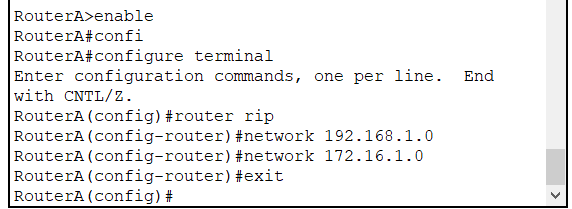 RouterA>enable
RouterA#confi
RouterA#configure terminal
Enter configuration commands, one per line.  End
with CNTL/Z.
RouterA(config)#router rip
RouterA(config-router)#network 192.168.1.0
RouterA(config-router)#network 172.16.1.0
RouterA(config-router)#exit
RouterA(config)#